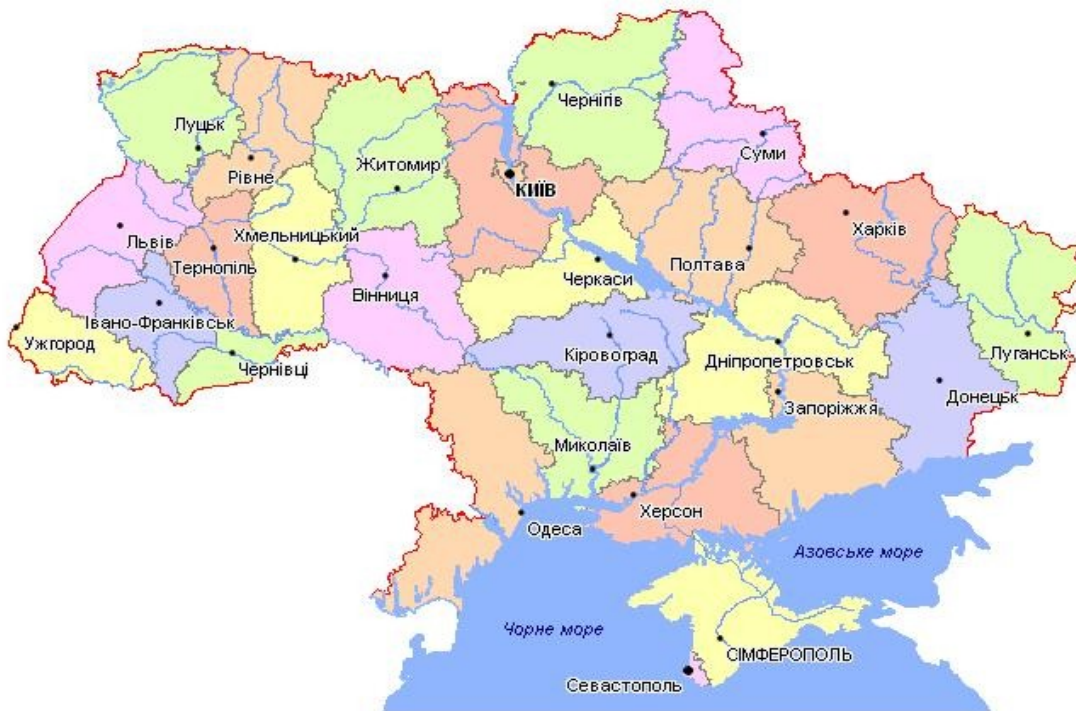 Чернігів
Луцьк
Суми
Рівне
Житомир
КИЇВ
Львів
Хмельницький
Харків
Тернопіль
Черкаси
Полтава
Вінниця
Івано-Франківськ
Ужгород
Чернівці
Кіровоград
Дніпропетровськ
Луганськ
Донецьк
Запоріжжя
Миколаїв
Херсон
Одеса
Азовське море
Чорне море
СІМФЕРОПОЛЬ
Севастополь